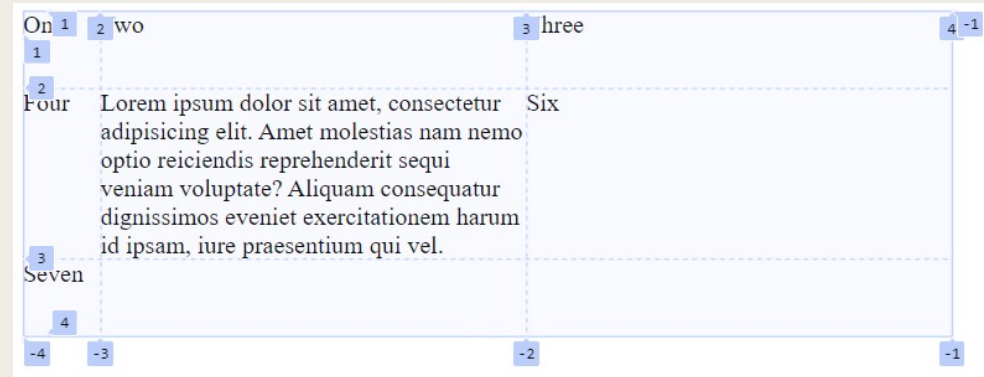 On 1 2 wo 3 hree 4 -1
1
2
Four Lorem ipsum dolor sit amet, consectetur Six
adipisicing elit. Amet molestias nam nemo
optio reiciendis reprehenderit sequi
veniam voluptate? Aliquam consequatur
dignissimos eveniet exercitationem harum
id ipsam, iure praesentium qui vel.
3
Seven
4
-4 -3 -2 -1